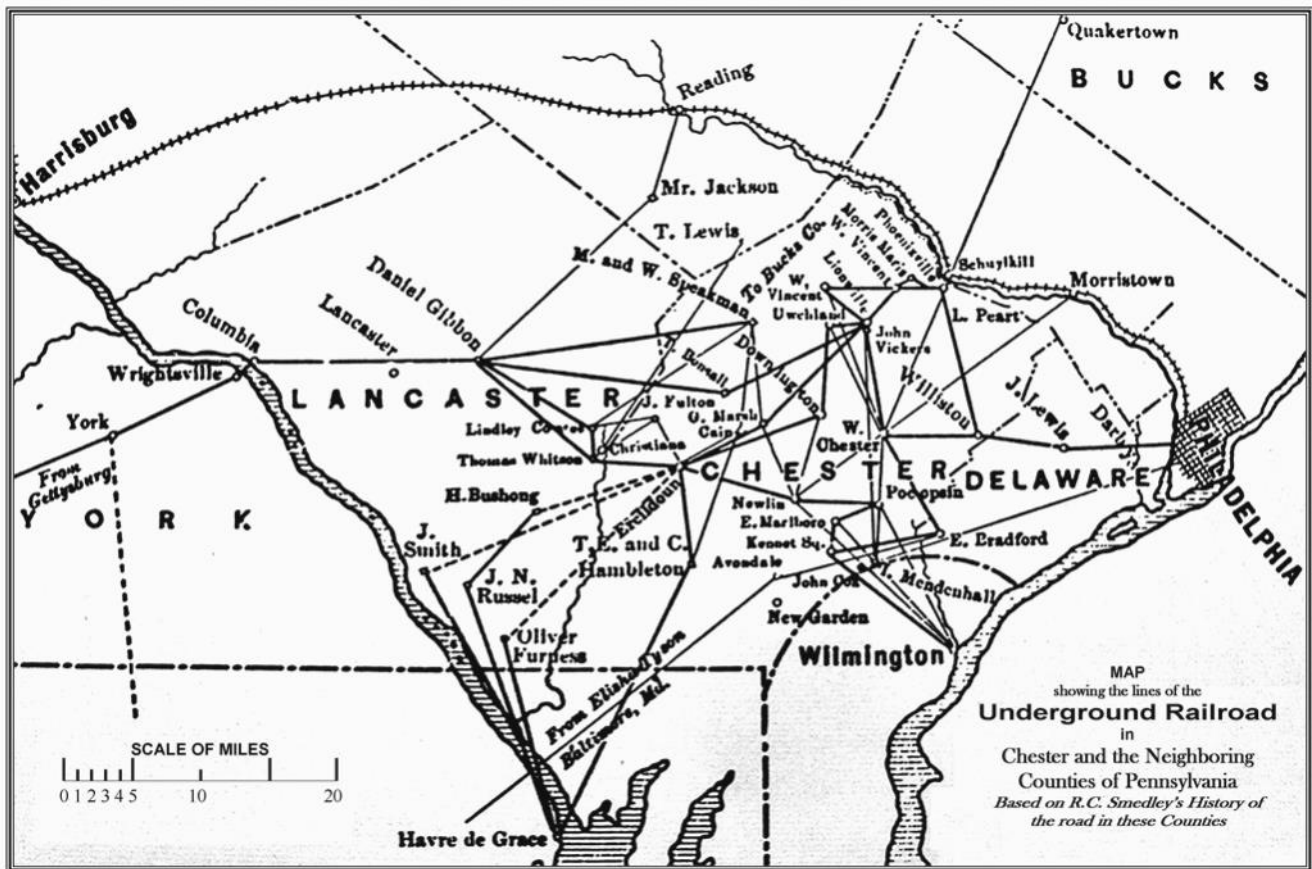 Quakertown
BUCKS
Reading
Harrisburg
Mr. Jackson
T. Lewis
M. and W. Speakman
To Bucks Co.
Morris Maris
W. Vincent
Phoenixville
Lionville
Schuylkill
Morristown
Daniel Gibbon
W.
Vincent
Uwchland
L. Peart
John
Vickers
Columbia
Lancaster
Wrightsville
LANCASTER
T. Bonsall
Downington
Williston
J. Lewis
Darby
York
J. Fulton
G. Marsh
Cain
W.
Chester
PHILADELPHIA
From
Gettysburg
Lindley
Christiana
Thomas Whitson
CHESTER
DELAWARE
YORK
H. Bushong
Ercildoun
Newlin
Pocopsin
E. Marlboro
Kennet Sq.
E. Bradford
J.
Smith
T. E. and C.
Hambleton
Avondale
John Cox
I. Mendenhall
J. N.
Russel
New Garden
Oliver
Furness
Wilmington
From Elisha Tyson
Baltimore, Md.
Havre de Grace
SCALE OF MILES
0 1 2 3 4 5 10 20
MAP
showing the lines of the
Underground Railroad
in
Chester and the Neighboring
Counties of Pennsylvania
Based on R.C. Smedley's History of
the road in these Counties